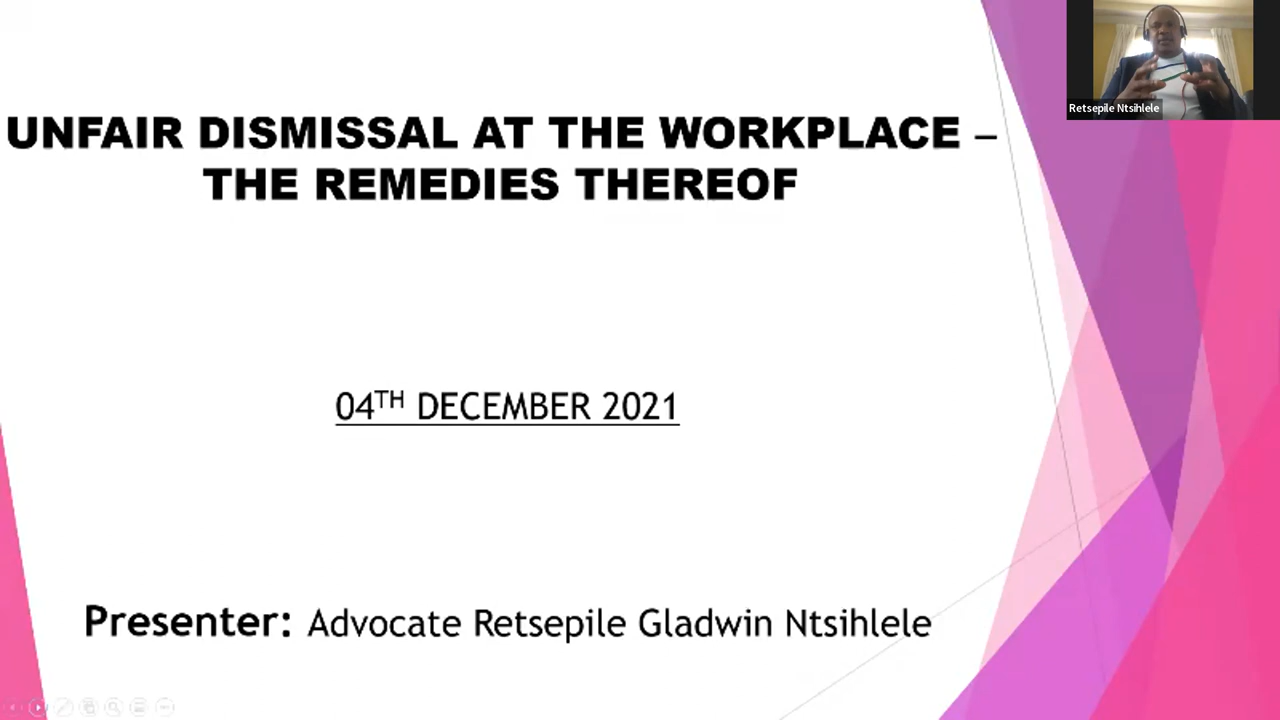 UNFAIR DISMISSAL AT THE WORKPLACE –
THE REMEDIES THEREOF
04TH DECEMBER 2021
Presenter: Advocate Retsepile Gladwin Ntsihlele
Retsepile Ntsihlele